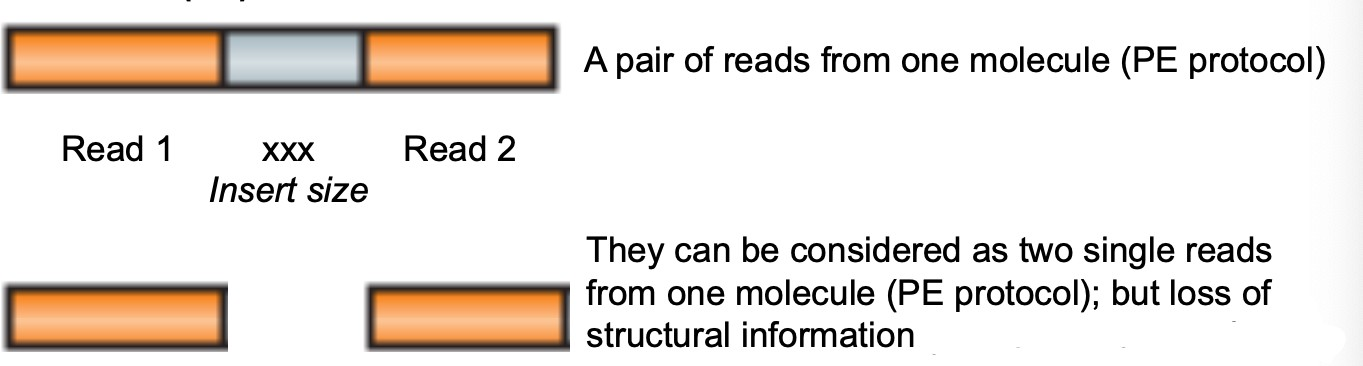 A pair of reads from one molecule (PE protocol)
Read 1 xxx Read 2
Insert size
They can be considered as two single reads
from one molecule (PE protocol); but loss of
structural information